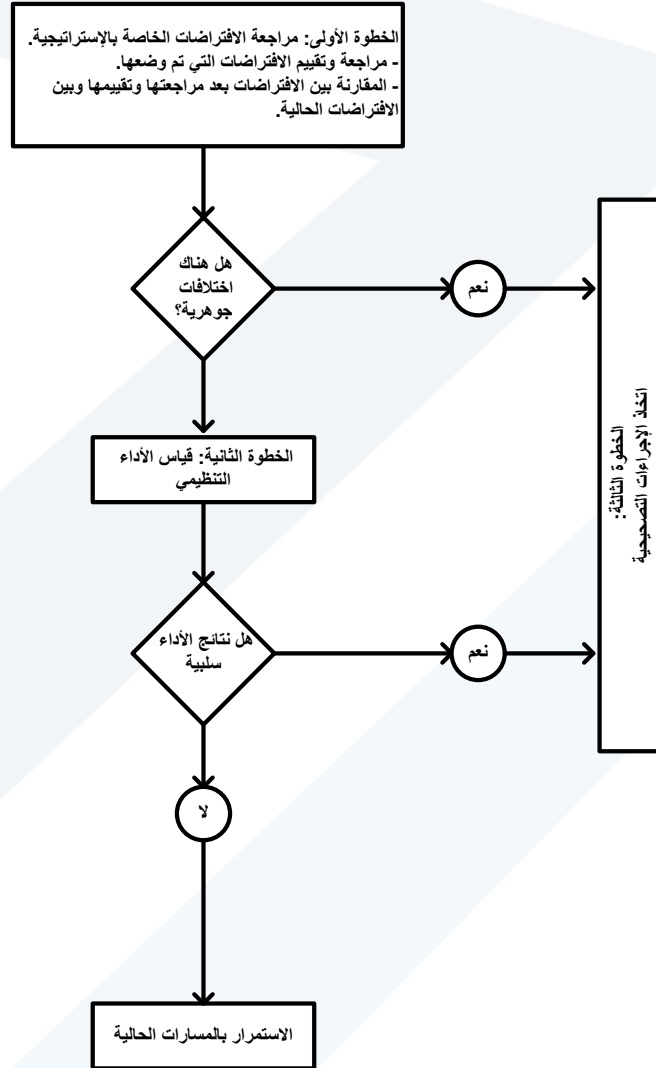 الخطوة الأولى: مراجعة الافتراضات الخاصة بالإستراتيجية.
- مراجعة وتقييم الافتراضات التي تم وضعها.
- المقارنة بين الافتراضات بعد مراجعتها وتقييمها وبين
الافتراضات الحالية.
هل هناك
اختلافات
جوهرية؟
نعم
الخطوة الثانية: قياس الأداء
التنظيمي
هل نتائج الأداء
سلبية
نعم
الخطوة الثالثة:
اتخاذ الإجراءات التصحيحية
لا
الاستمرار بالمسارات الحالية